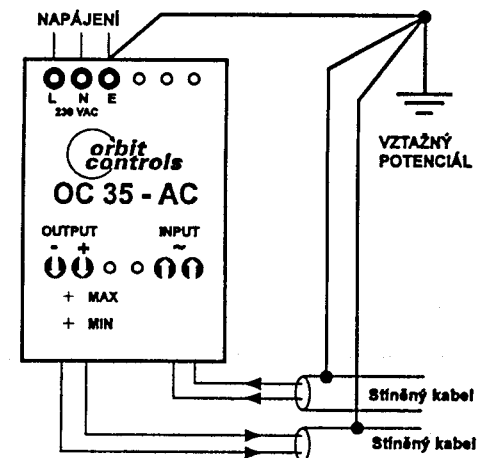 NAPÁJENÍ
L N E
230 VAC
orbit
controls
OC 35 - AC
OUTPUT INPUT
- + ~
+ MAX
+ MIN
VZTAŽNÝ
POTENCIÁL
Stíněný kabel
Stíněný kabel